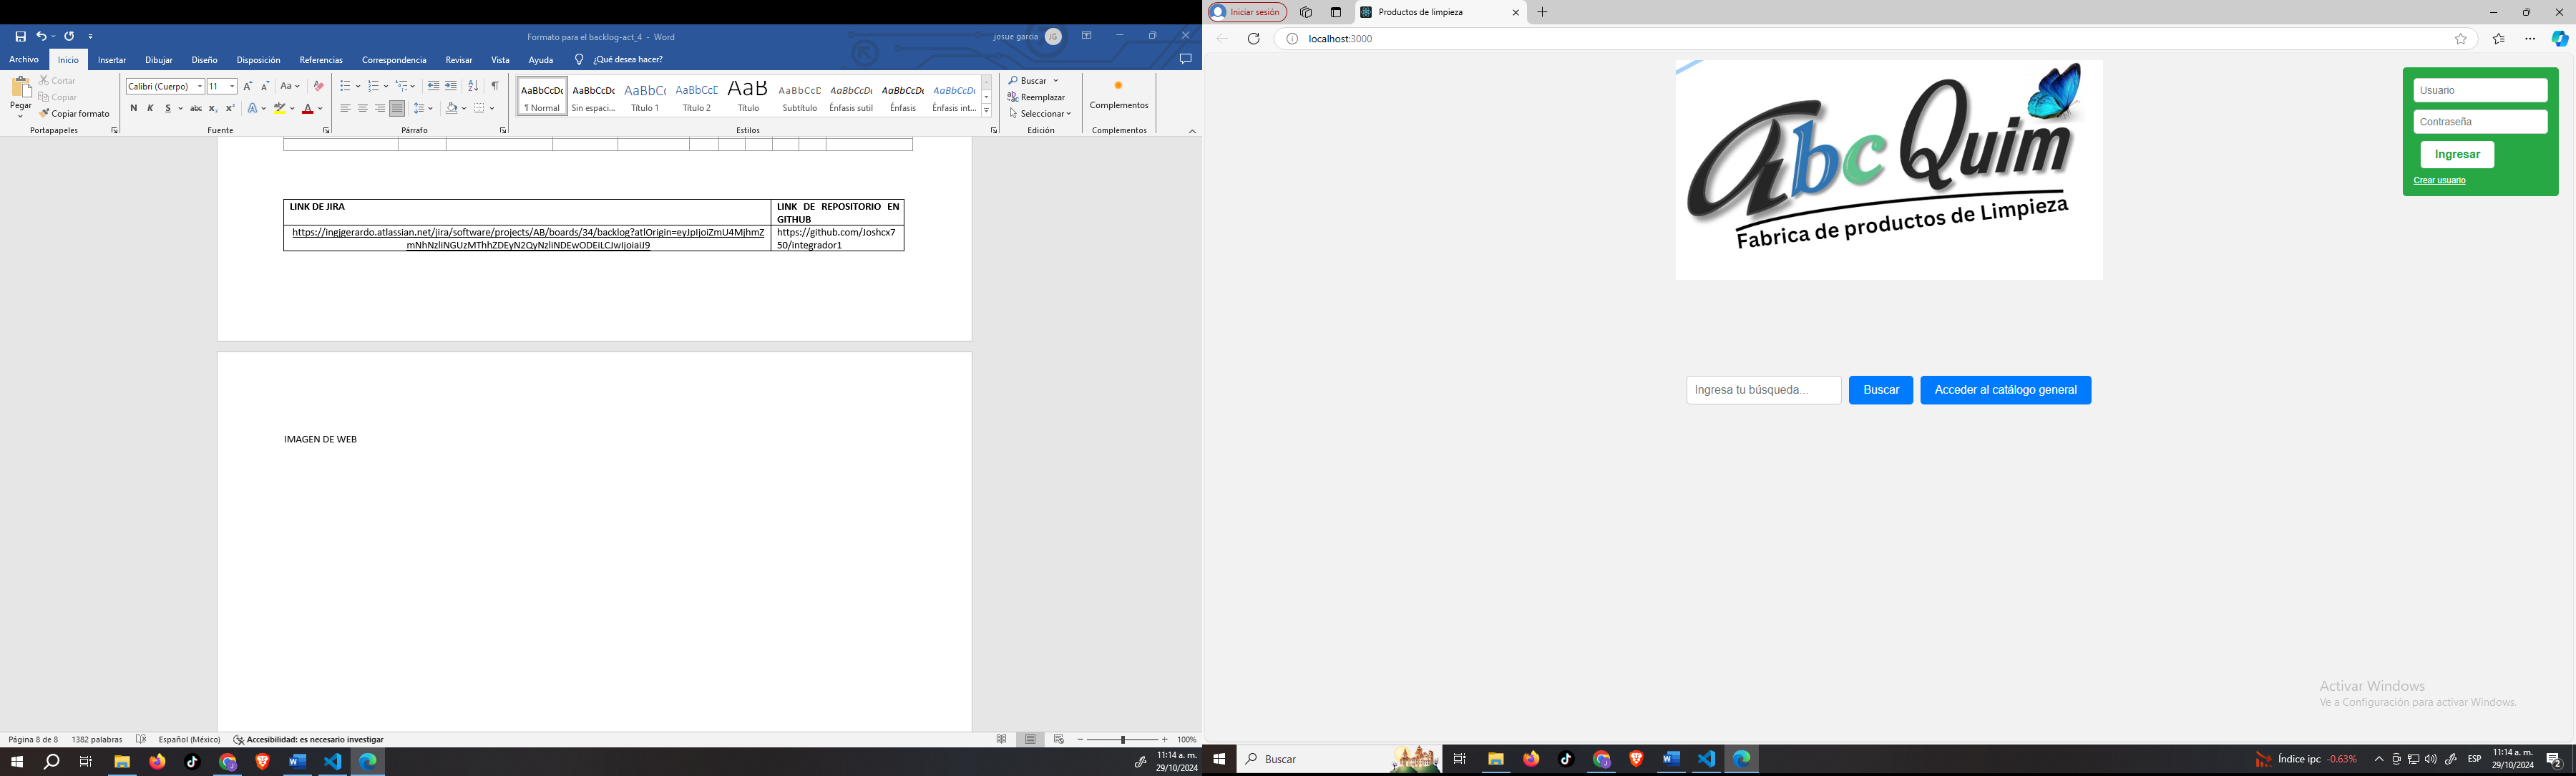 Formato para el backlog-act_4 - Word
josue garcia
JG
Archivo
Inicio
Insertar
Dibujar
Diseño
Disposición
Referencias
Correspondencia
Revisar
Vista
Ayuda
¿Qué desea hacer?
Pegar
Cortar
Copiar
Copiar formato
Portapapeles
Calibri (Cuerpo)
11
Fuente
Párrafo
AaBbCcDc
¶ Normal
AaBbCcDc
Sin espaci...
AaBbCc
Título 1
AaBbCcD
Título 2
AaB
Título
AaBbCcD
Subtítulo
AaBbCcDc
Énfasis sutil
AaBbCcDc
Énfasis
AaBbCcDc
Énfasis int...
Estilos
Buscar
Reemplazar
Seleccionar
Edición
Complementos
Complementos
LINK DE JIRA
LINK DE REPOSITORIO EN
GITHUB
https://ingjgerardo.atlassian.net/jira/software/projects/AB/boards/34/backlog?atlOrigin=eyJpIjoiZmU4MjhmZ
mNhNzliNGUzMThhZDEyN2QyNzliNDEwODEiLCJwIjoiaiJ9
https://github.com/Joshcx7
50/integrador1
IMAGEN DE WEB
Página 8 de 8
1382 palabras
Español (México)
Accesibilidad: es necesario investigar
100%
11:14 a. m.
29/10/2024
Iniciar sesión
Productos de limpieza
localhost:3000
Abc Quim
Fabrica de productos de Limpieza
Usuario
Contraseña
Ingresar
Crear usuario
Ingresa tu búsqueda...
Buscar
Acceder al catálogo general
Activar Windows
Ve a Configuración para activar Windows.
Buscar
Índice ipc -0.63%
ESP
11:14 a. m.
29/10/2024
2